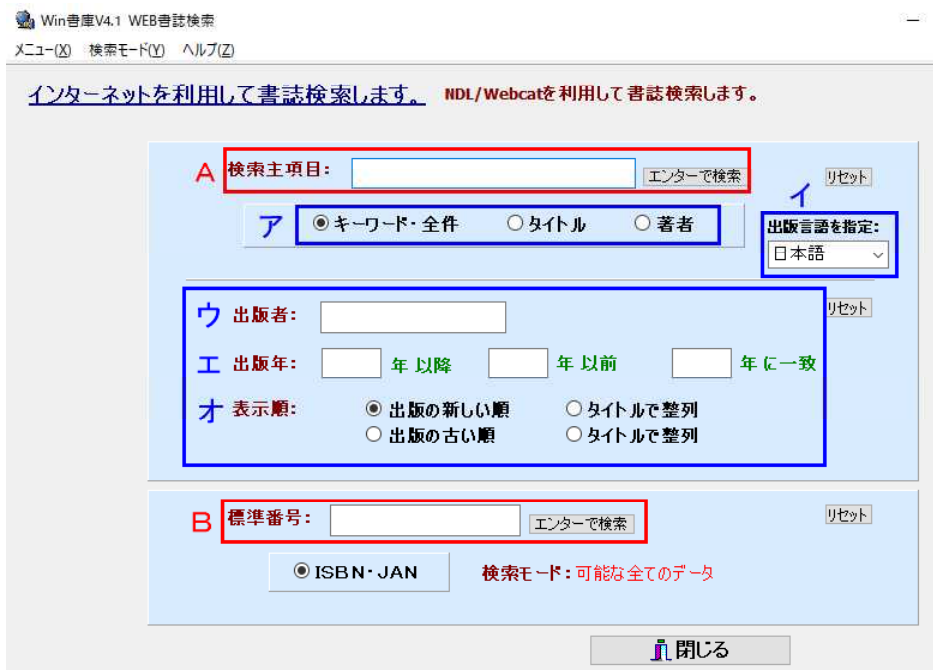 Win書庫V4.1 WEB書誌検索
メニュー(X) 検索モード(Y) ヘルプ(Z)
インターネットを利用して書誌検索します。 NDL/Webcatを利用して書誌検索します。
A 検索主項目： エンターで検索 リセット
ア キーワード・全件 タイトル 著者
イ
出版言語を指定：
日本語
ウ 出版者： リセット
エ 出版年： 年 以降 年 以前 年 に一致
オ 表示順： 出版の新しい順 タイトルで整列
出版の古い順 タイトルで整列
B 標準番号： エンターで検索 リセット
ISBN・JAN 検索モード：可能な全てのデータ
閉じる